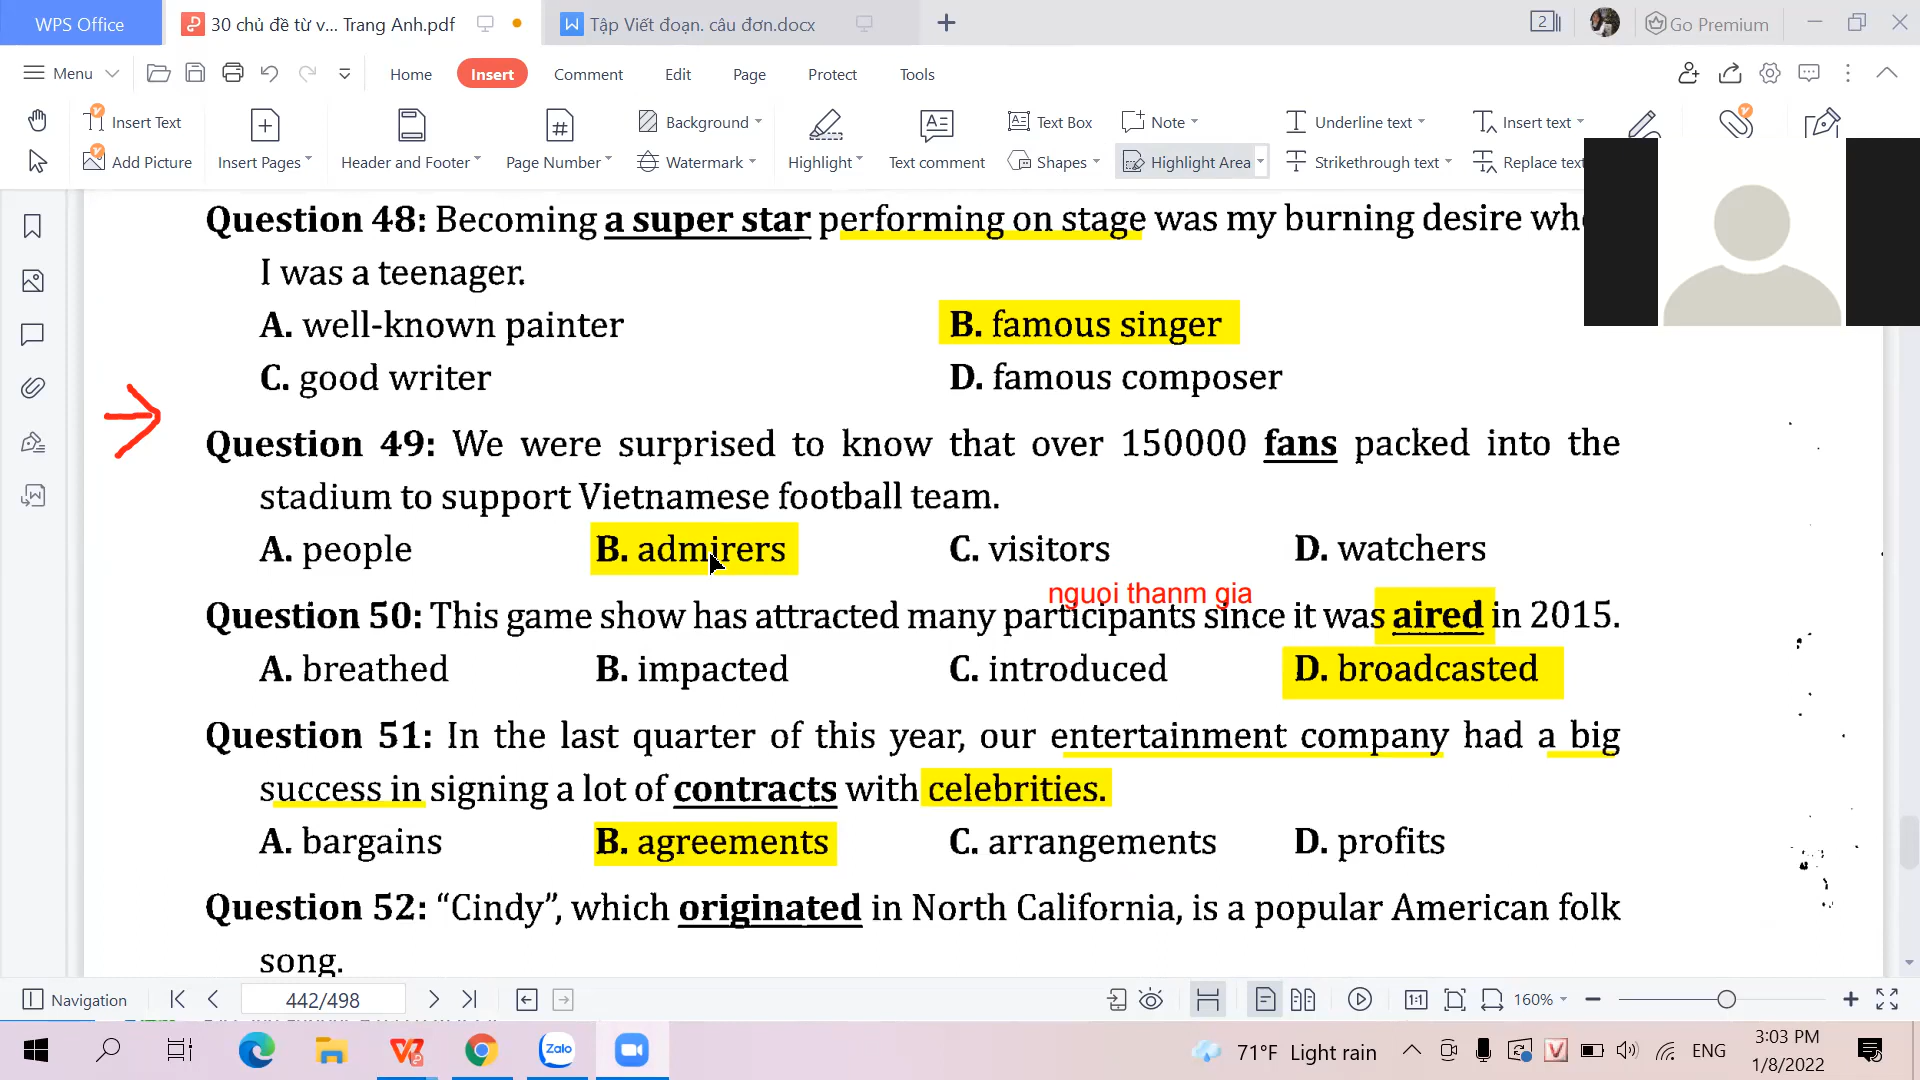 WPS Office
30 chủ đề từ v... Trang Anh.pdf
Tập Viết đoạn. câu đơn.docx
2
Go Premium
Menu
Home
Insert
Comment
Edit
Page
Protect
Tools
Insert Text
Add Picture
Insert Pages
Header and Footer
Page Number
Background
Watermark
Highlight
Text comment
Text Box
Shapes
Note
Highlight Area
Underline text
Strikethrough text
Insert text
Replace text
Question 48: Becoming a super star performing on stage was my burning desire
I was a teenager.
A. well-known painter
B. famous singer
C. good writer
D. famous composer
Question 49: We were surprised to know that over 150000 fans packed into the
stadium to support Vietnamese football team.
A. people
B. admirers
C. visitors
D. watchers
nguọi thanm gia
Question 50: This game show has attracted many participants since it was aired in 2015.
A. breathed
B. impacted
C. introduced
D. broadcasted
Question 51: In the last quarter of this year, our entertainment company had a big
success in signing a lot of contracts with celebrities.
A. bargains
B. agreements
C. arrangements
D. profits
Question 52: “Cindy”, which originated in North California, is a popular American folk
song.
Navigation
442/498
1:1
160%
Zalo
71°F Light rain
ENG
3:03 PM
1/8/2022